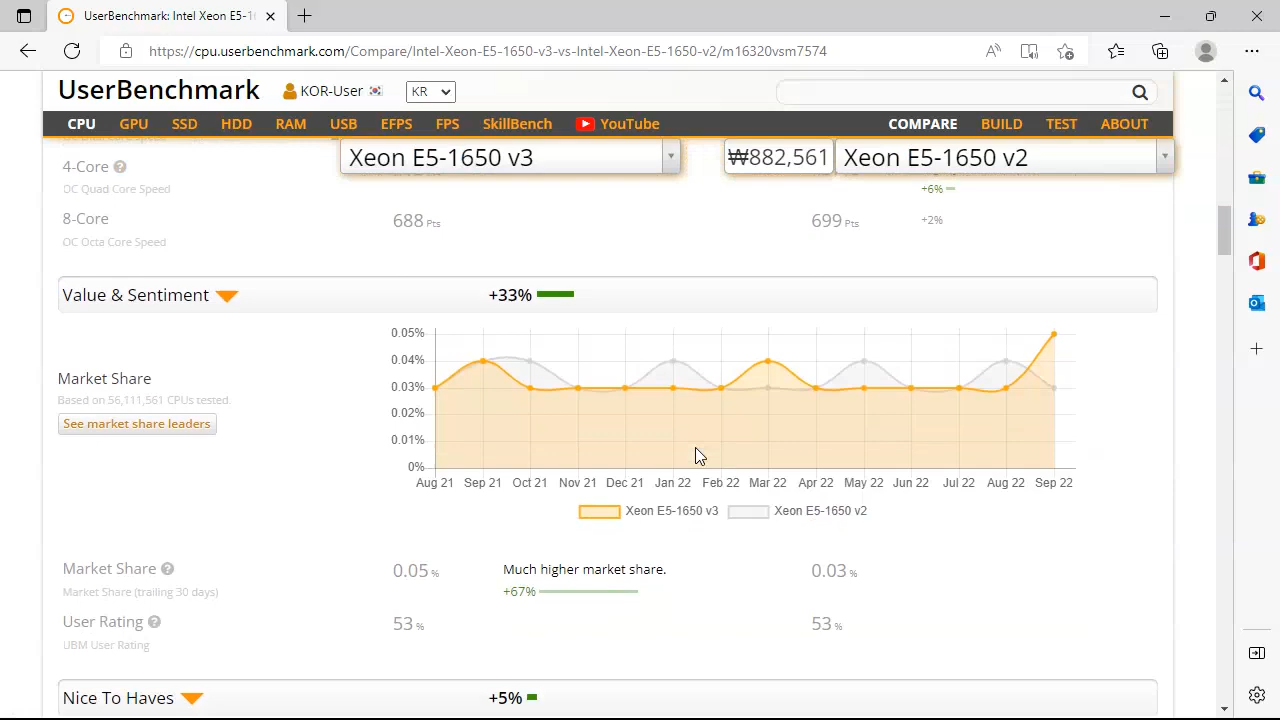 UserBenchmark: Intel Xeon E5-1
https://cpu.userbenchmark.com/Compare/Intel-Xeon-E5-1650-v3-vs-Intel-Xeon-E5-1650-v2/m16320vsm7574
UserBenchmark KOR-User KR
CPU GPU SSD HDD RAM USB EFPS FPS SkillBench YouTube COMPARE BUILD TEST ABOUT
Xeon E5-1650 v3 ₩882,561 Xeon E5-1650 v2
4-Core
OC Quad Core Speed +6%
8-Core 688 Pts 699 Pts +2%
OC Octa Core Speed
Value & Sentiment +33%
0.05%
0.04%
0.03%
0.02%
0.01%
0%
Market Share
Based on 56,111,561 CPUs tested.
See market share leaders
Aug 21 Sep 21 Oct 21 Nov 21 Dec 21 Jan 22 Feb 22 Mar 22 Apr 22 May 22 Jun 22 Jul 22 Aug 22 Sep 22
Xeon E5-1650 v3 Xeon E5-1650 v2
Market Share 0.05 % Much higher market share. 0.03 %
Market Share (trailing 30 days) +67%
User Rating 53 % 53 %
UBM User Rating
Nice To Haves +5%